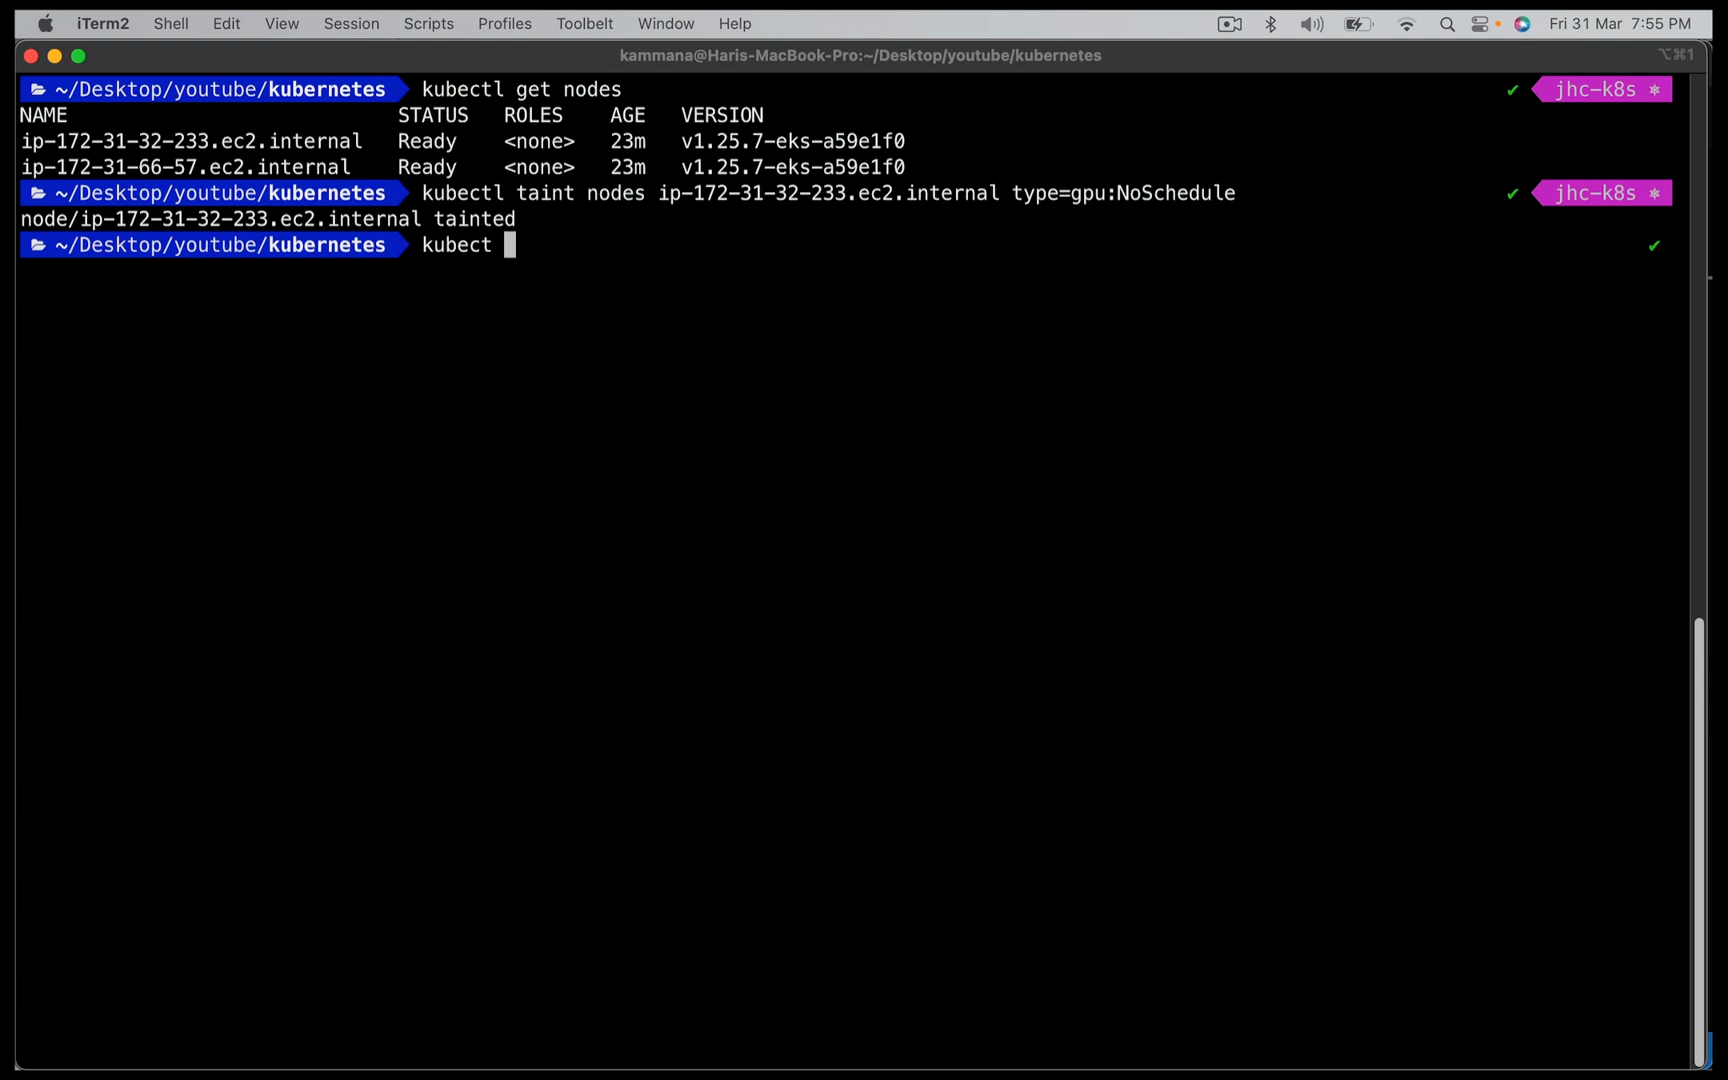 iTerm2 Shell Edit View Session Scripts Profiles Toolbelt Window Help Fri 31 Mar 7:55 PM
kammana@Haris-MacBook-Pro:~/Desktop/youtube/kubernetes ⌥⌘1
~/Desktop/youtube/kubernetes kubectl get nodes ✔ jhc-k8s ⎈
NAME STATUS ROLES AGE VERSION
ip-172-31-32-233.ec2.internal Ready <none> 23m v1.25.7-eks-a59e1f0
ip-172-31-66-57.ec2.internal Ready <none> 23m v1.25.7-eks-a59e1f0
~/Desktop/youtube/kubernetes kubectl taint nodes ip-172-31-32-233.ec2.internal type=gpu:NoSchedule ✔ jhc-k8s ⎈
node/ip-172-31-32-233.ec2.internal tainted
~/Desktop/youtube/kubernetes kubect ✔